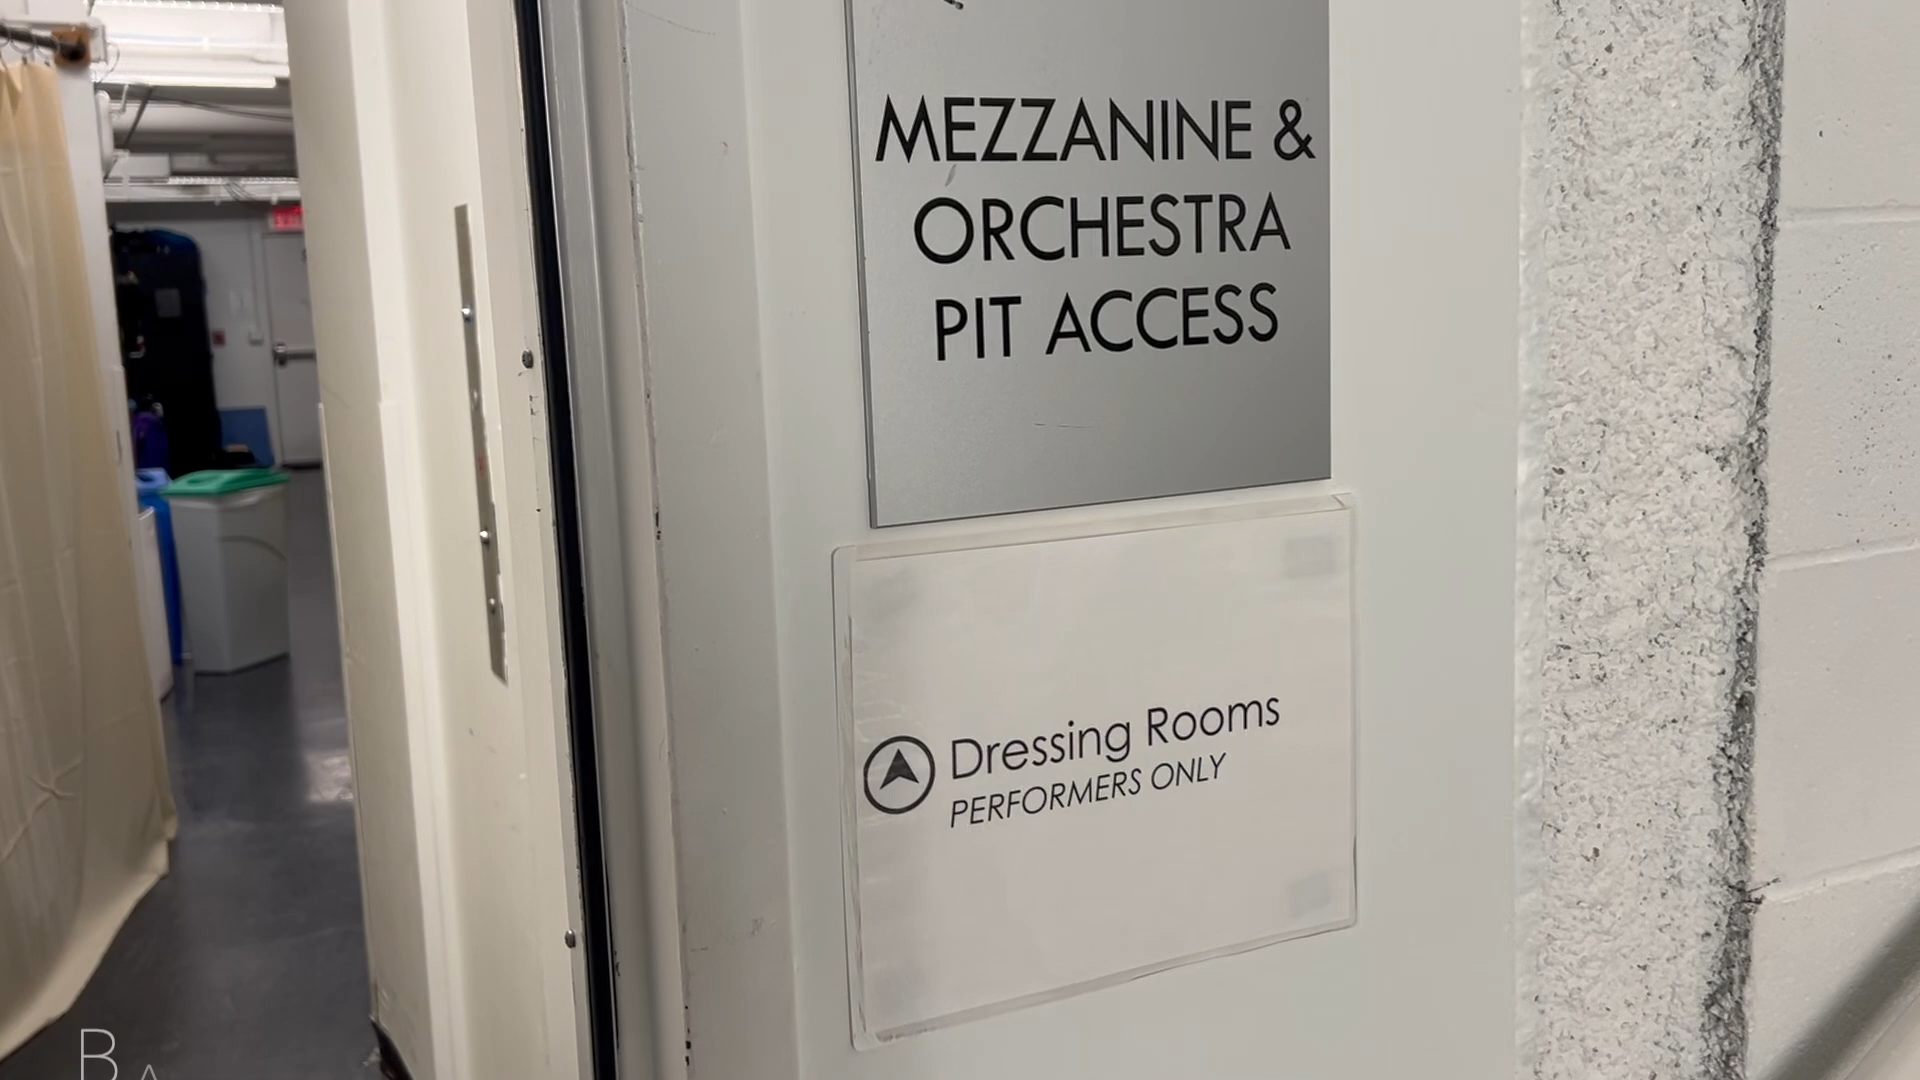 MEZZANINE &
ORCHESTRA
PIT ACCESS
Dressing Rooms
PERFORMERS ONLY
B